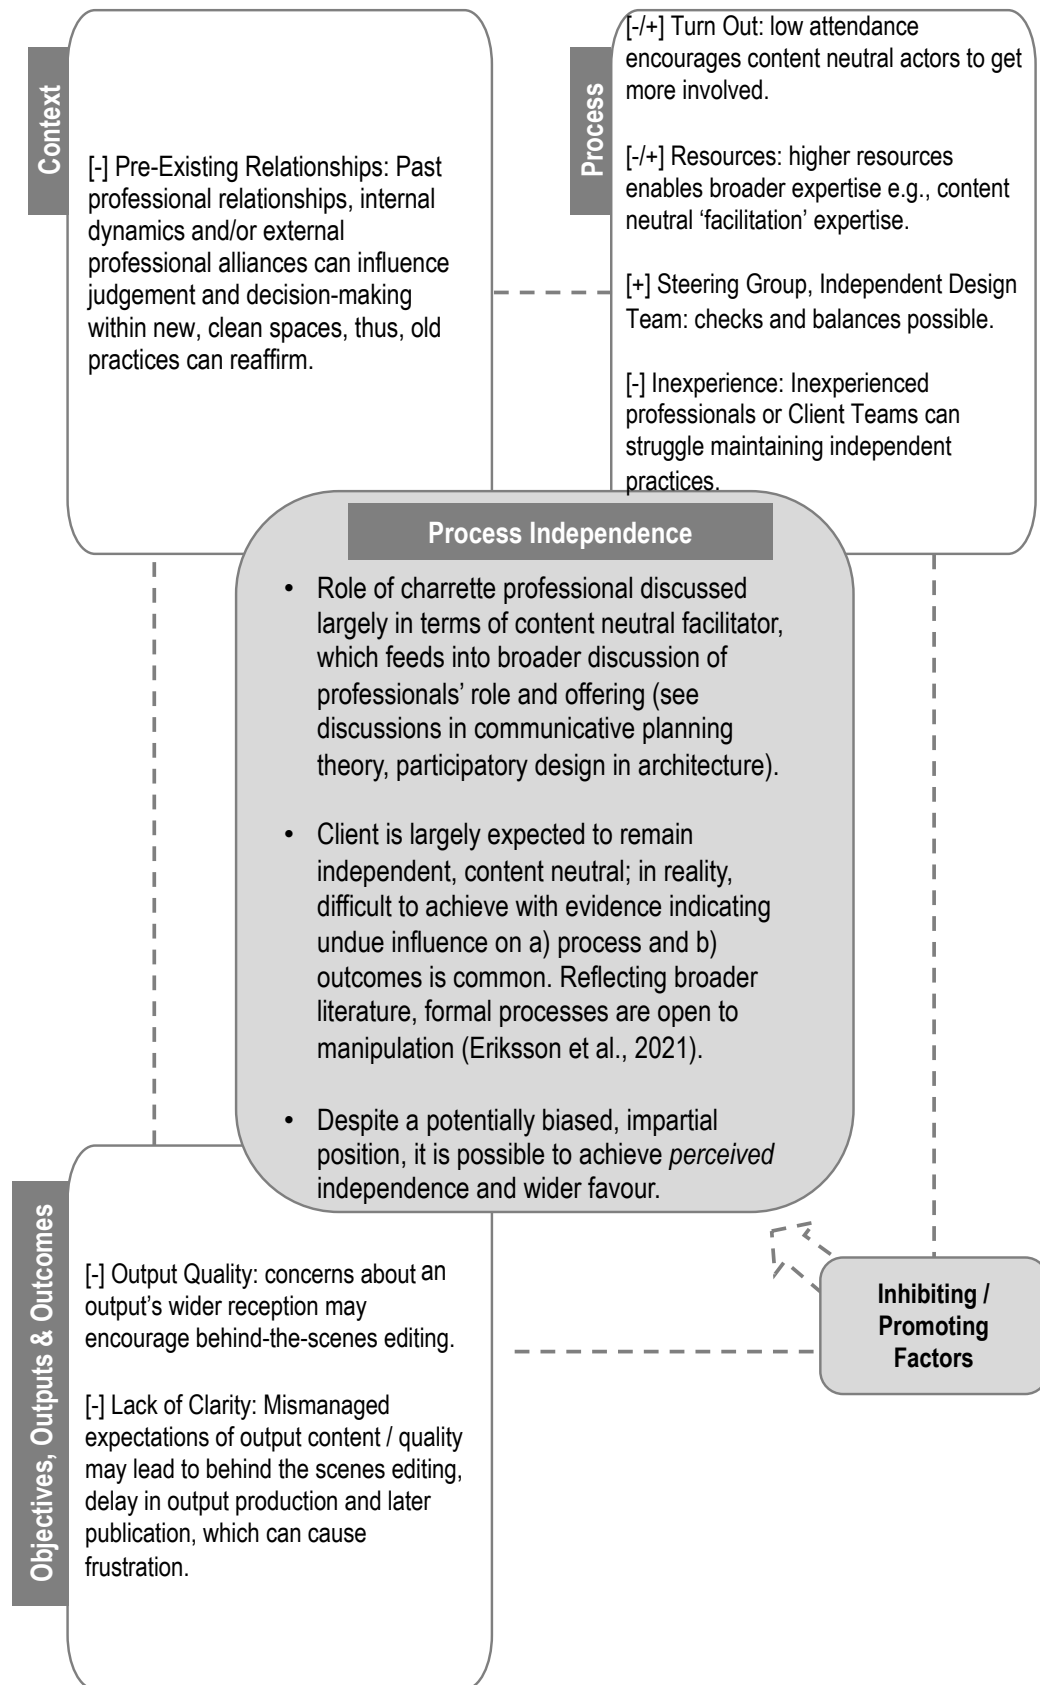 Context
[-] Pre-Existing Relationships: Past
professional relationships, internal
dynamics and/or external
professional alliances can influence
judgement and decision-making
within new, clean spaces, thus, old
practices can reaffirm.
Process
[-/+] Turn Out: low attendance
encourages content neutral actors to get
more involved.
[-/+] Resources: higher resources
enables broader expertise e.g., content
neutral ‘facilitation’ expertise.
[+] Steering Group, Independent Design
Team: checks and balances possible.
[-] Inexperience: Inexperienced
professionals or Client Teams can
struggle maintaining independent
practices.
Process Independence
• Role of charrette professional discussed
largely in terms of content neutral facilitator,
which feeds into broader discussion of
professionals’ role and offering (see
discussions in communicative planning
theory, participatory design in architecture).
• Client is largely expected to remain
independent, content neutral; in reality,
difficult to achieve with evidence indicating
undue influence on a) process and b)
outcomes is common. Reflecting broader
literature, formal processes are open to
manipulation (Eriksson et al., 2021).
• Despite a potentially biased, impartial
position, it is possible to achieve perceived
independence and wider favour.
Objectives, Outputs & Outcomes
[-] Output Quality: concerns about an
output’s wider reception may
encourage behind-the-scenes editing.
[-] Lack of Clarity: Mismanaged
expectations of output content / quality
may lead to behind the scenes editing,
delay in output production and later
publication, which can cause
frustration.
Inhibiting /
Promoting
Factors